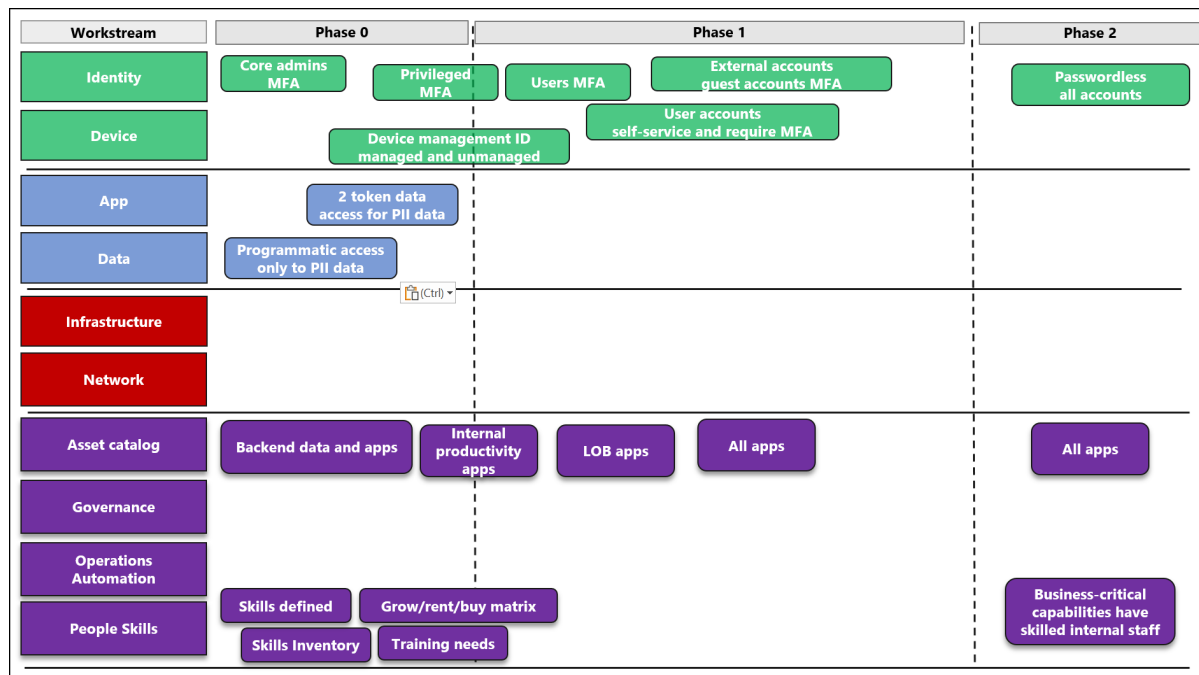 Workstream
Phase 0
Phase 1
Phase 2
Identity
Core admins
MFA
Privileged
MFA
Users MFA
External accounts
guest accounts MFA
Passwordless
all accounts
Device
Device management ID
managed and unmanaged
User accounts
self-service and require MFA
App
2 token data
access for PII data
Data
Programmatic access
only to PII data
(Ctrl)
Infrastructure
Network
Asset catalog
Backend data and apps
Internal
productivity
apps
LOB apps
All apps
All apps
Governance
Operations
Automation
People Skills
Skills defined
Grow/rent/buy matrix
Skills Inventory
Training needs
Business-critical
capabilities have
skilled internal staff